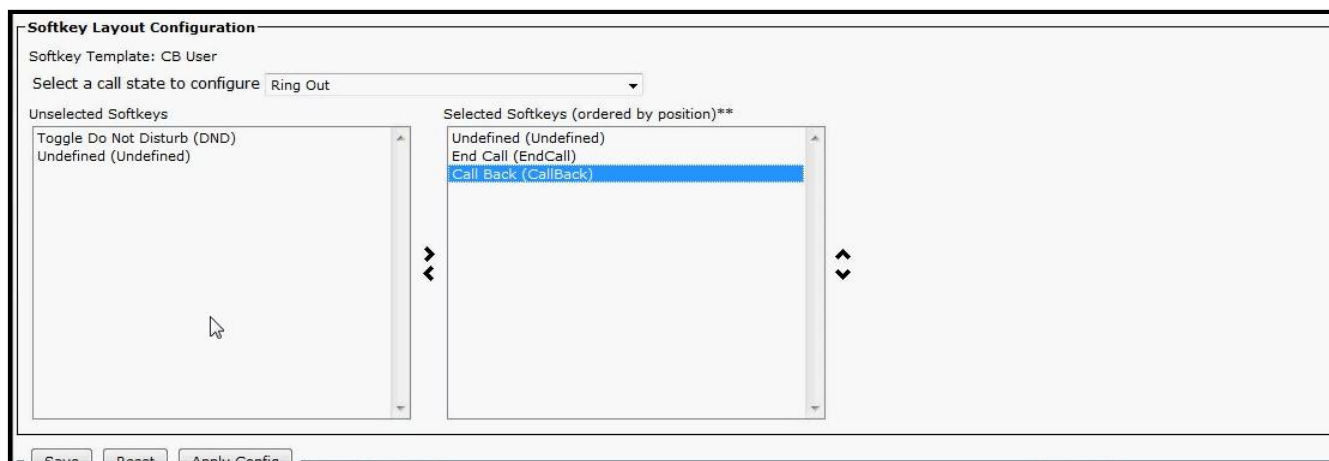 Softkey Layout Configuration
Softkey Template: CB User
Select a call state to configure Ring Out
Unselected Softkeys
Toggle Do Not Disturb (DND)
Undefined (Undefined)
Selected Softkeys (ordered by position)**
Undefined (Undefined)
End Call (EndCall)
Call Back (CallBack)
Save Reset Apply Config